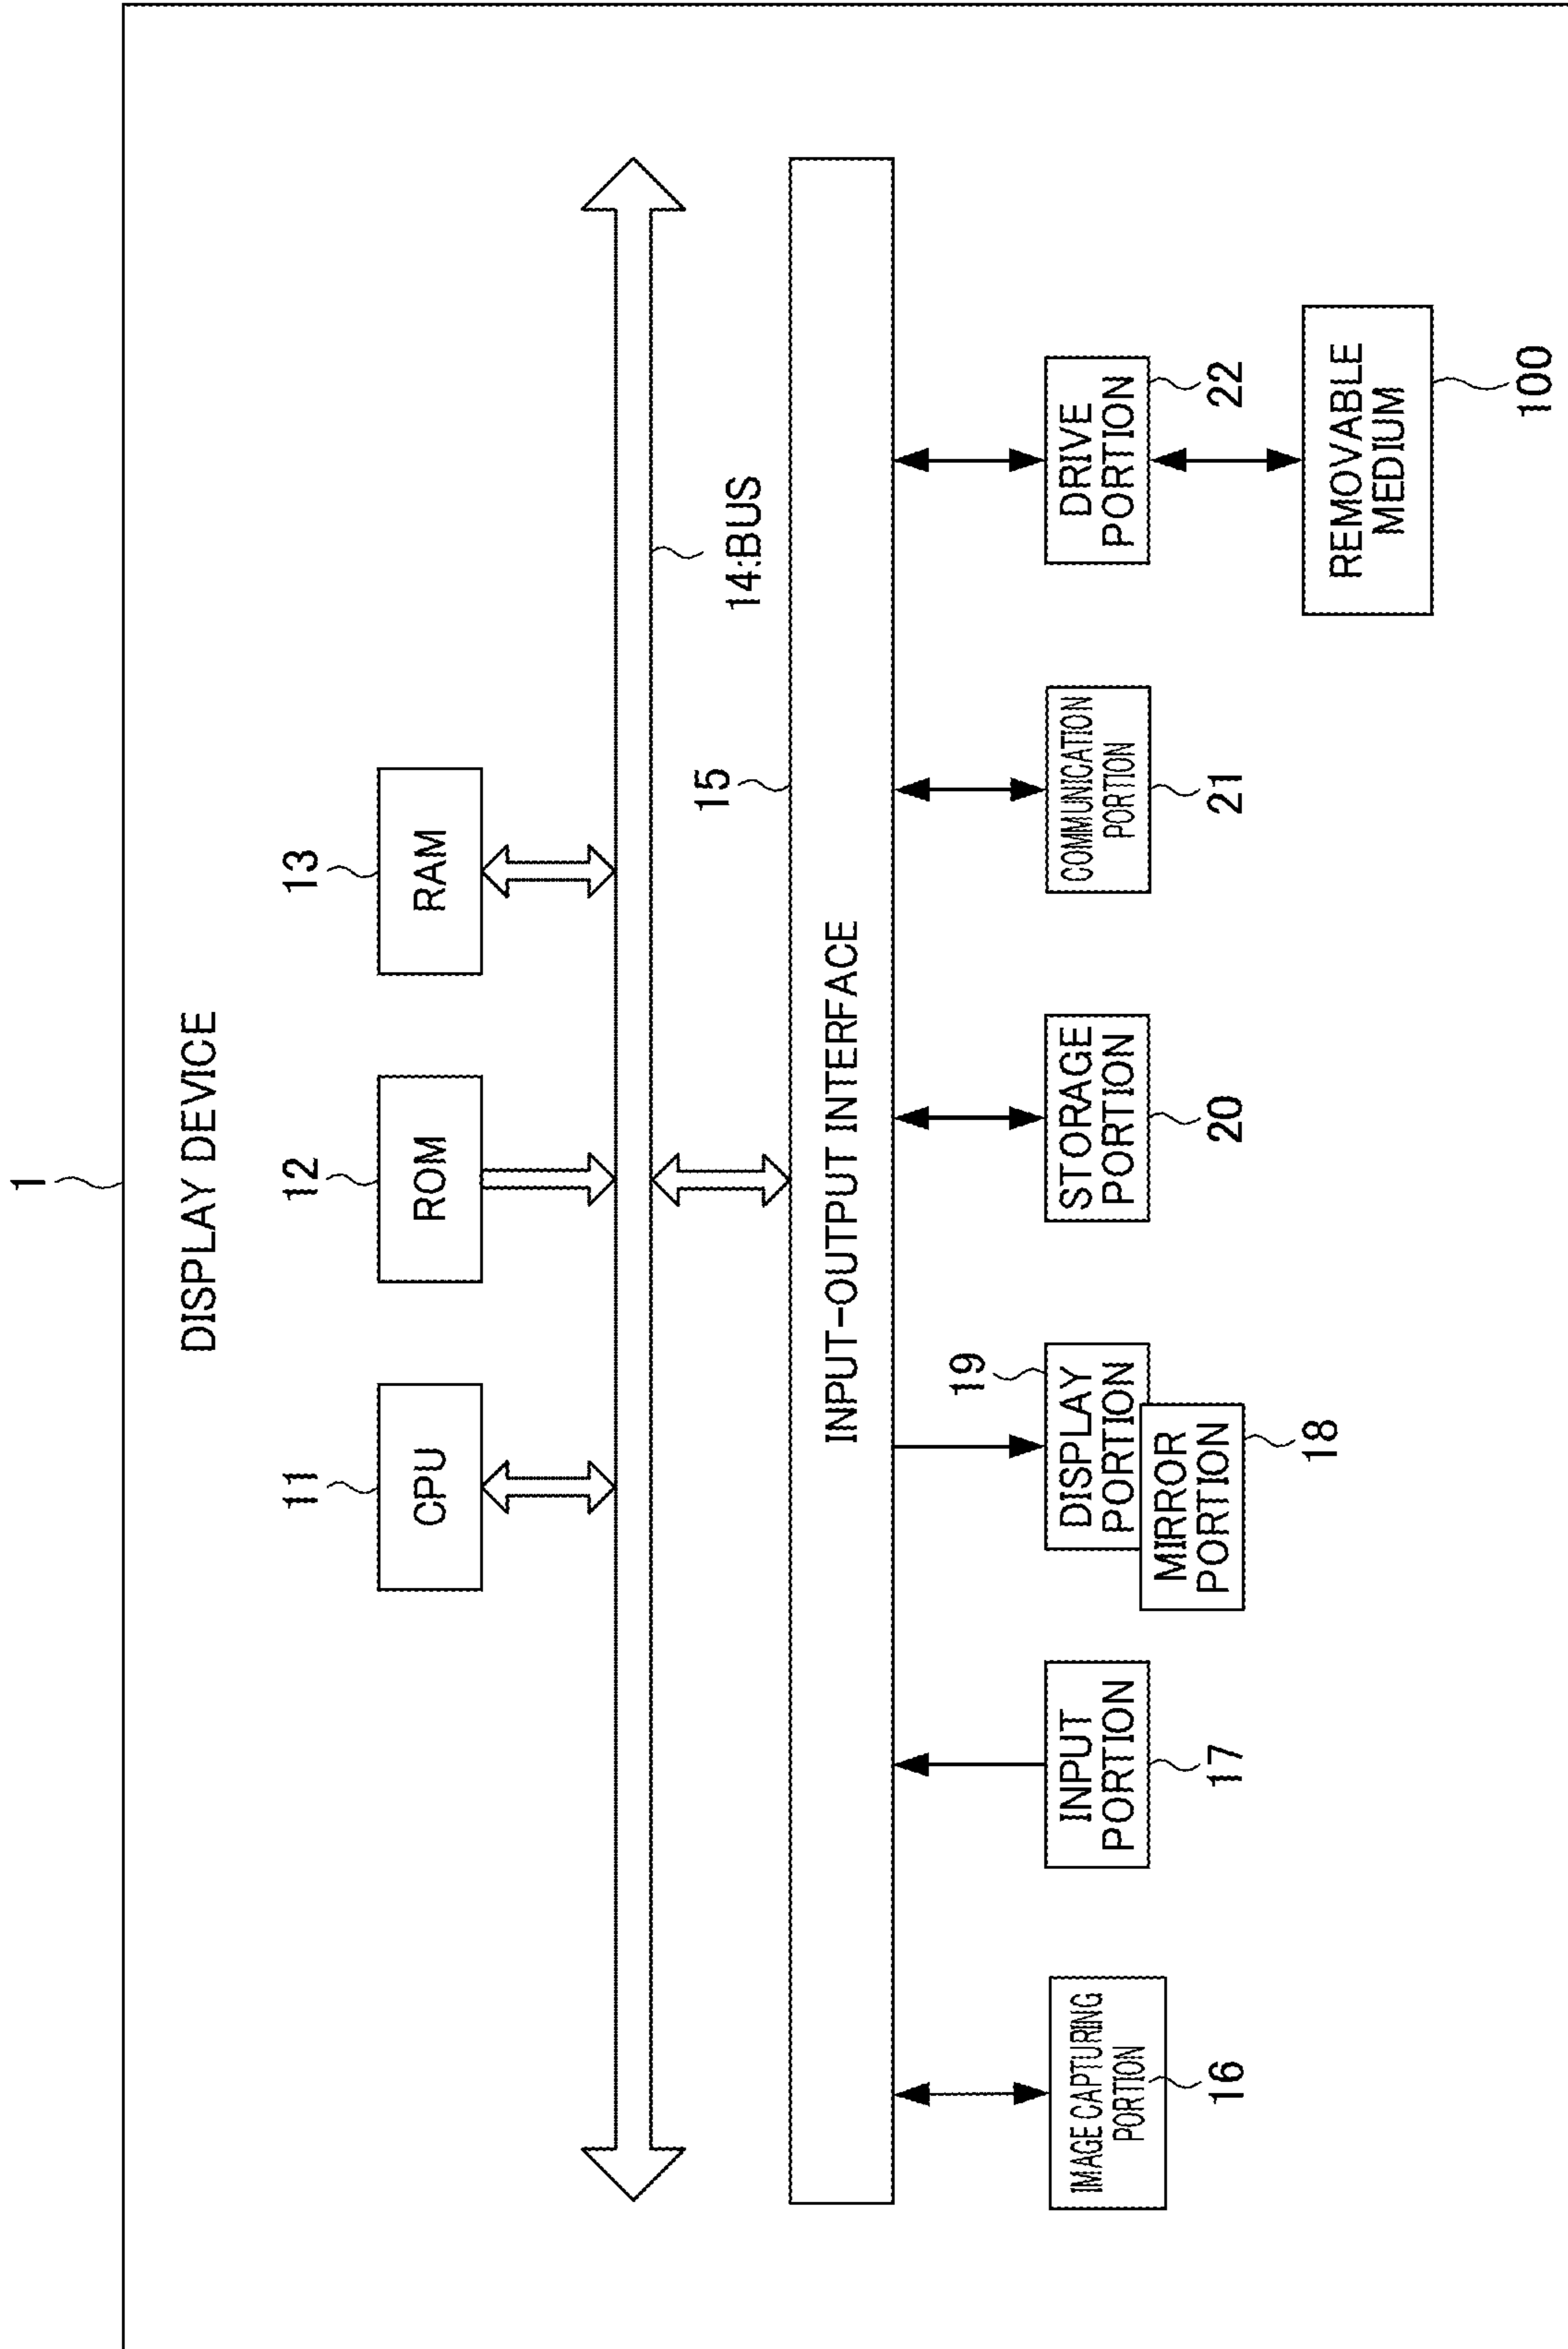 1
DISPLAY DEVICE
11
12
13
CPU
ROM
RAM
14:BUS
15
INPUT-OUTPUT INTERFACE
19
IMAGE CAPTURING
PORTION
INPUT
PORTION
DISPLAY
PORTION
STORAGE
PORTION
COMMUNICATION
PORTION
DRIVE
PORTION
MIRROR
PORTION
16
17
18
20
21
22
REMOVABLE
MEDIUM
100